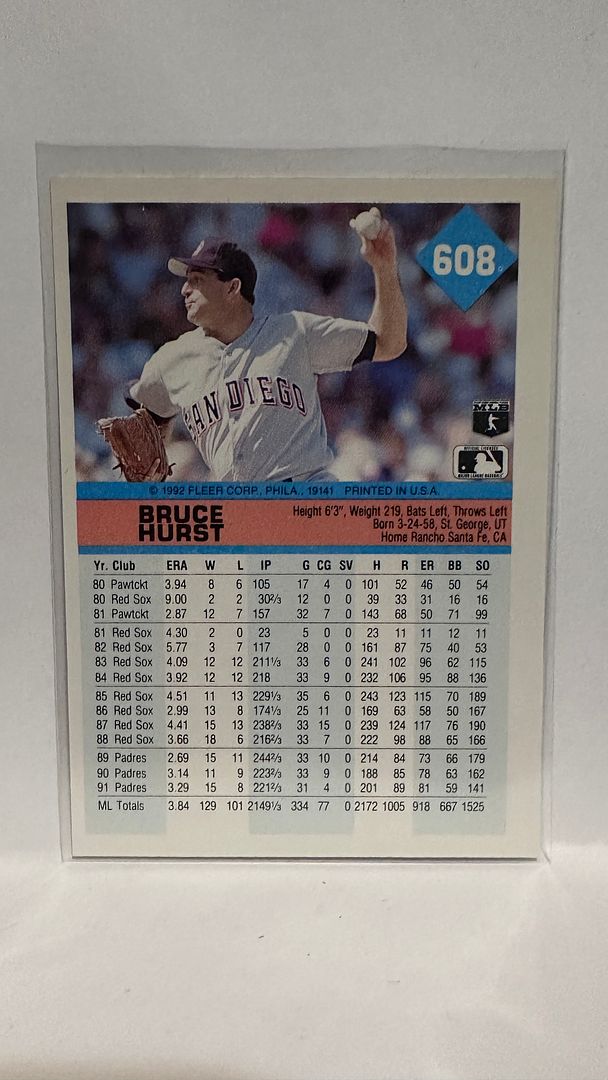 608
SAN DIEGO
MLB
© 1992 FLEER CORP., PHILA., 19141 PRINTED IN U.S.A.
BRUCE
HURST
Height 6'3", Weight 219, Bats Left, Throws Left
Born 3-24-58, St. George, UT
Home Rancho Santa Fe, CA
Yr. Club ERA W L IP G CG SV H R ER BB SO
80 Pawtckt 3.94 8 6 105 17 4 0 101 52 46 50 54
80 Red Sox 9.00 2 2 302/3 12 0 0 39 33 31 16 16
81 Pawtckt 2.87 12 7 157 32 7 0 143 68 50 71 99
81 Red Sox 4.30 2 0 23 5 0 0 23 11 11 12 11
82 Red Sox 5.77 3 7 117 28 0 0 161 87 75 40 53
83 Red Sox 4.09 12 12 2111/3 33 6 0 241 102 96 62 115
84 Red Sox 3.92 12 12 218 33 9 0 232 106 95 88 136
85 Red Sox 4.51 11 13 2291/3 35 6 0 243 123 115 70 189
86 Red Sox 2.99 13 8 1741/3 25 11 0 169 63 58 50 167
87 Red Sox 4.41 15 13 2382/3 33 15 0 239 124 117 76 190
88 Red Sox 3.66 18 6 2162/3 33 7 0 222 98 88 65 166
89 Padres 2.69 15 11 2442/3 33 10 0 214 84 73 66 179
90 Padres 3.14 11 9 2232/3 33 9 0 188 85 78 63 162
91 Padres 3.29 15 8 2212/3 31 4 0 201 89 81 59 141
ML Totals 3.84 129 101 21491/3 334 77 0 2172 1005 918 667 1525